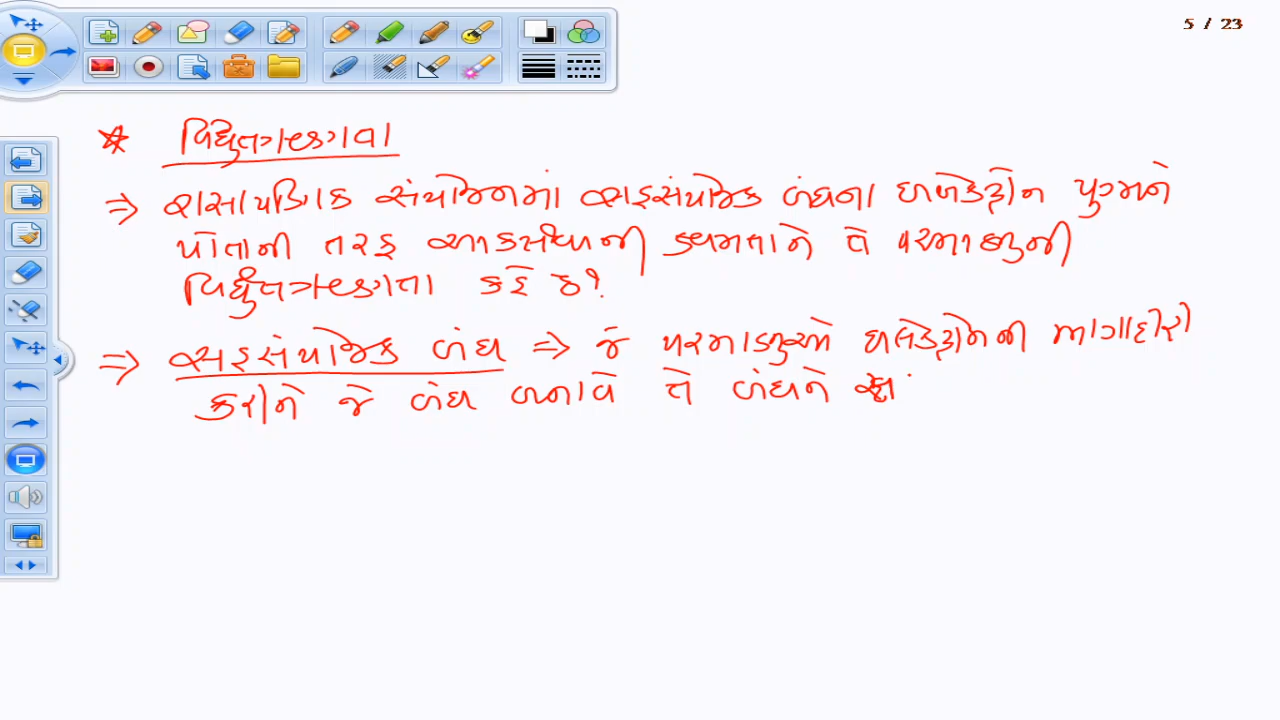 5 / 23
* વિદ્યુતઋણતા
⇒ રાસાયણિક સંયોજનમાં સહસંયોજક બંધના ઇલેક્ટ્રોન યુગ્મને
પોતાની તરફ આકર્ષવાની ક્ષમતાને તે પરમાણુની
વિદ્યુતઋણતા કહે છે.
⇒ સહસંયોજક બંધ ⇒ જે પરમાણુઓ ઇલેક્ટ્રોનની ભાગીદારી
કરીને જે બંધ બનાવે તે બંધને